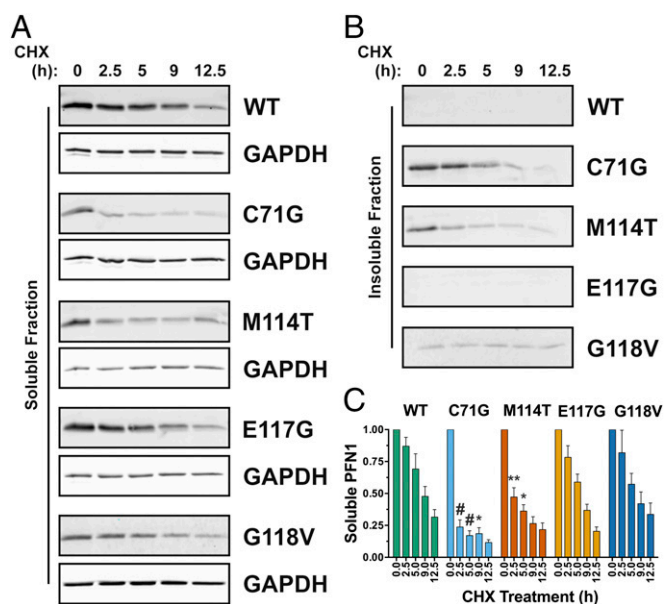 A
CHX
(h): 0 2.5 5 9 12.5
Soluble Fraction
WT
GAPDH
C71G
GAPDH
M114T
GAPDH
E117G
GAPDH
G118V
GAPDH
B
CHX
(h): 0 2.5 5 9 12.5
Insoluble Fraction
WT
C71G
M114T
E117G
G118V
C
WT C71G M114T E117G G118V
Soluble PFN1
1.00
0.75
0.50
0.25
0.00
# # *
** *
0.0 2.5 5.0 9.0 12.5 0.0 2.5 5.0 9.0 12.5 0.0 2.5 5.0 9.0 12.5 0.0 2.5 5.0 9.0 12.5 0.0 2.5 5.0 9.0 12.5
CHX Treatment (h)